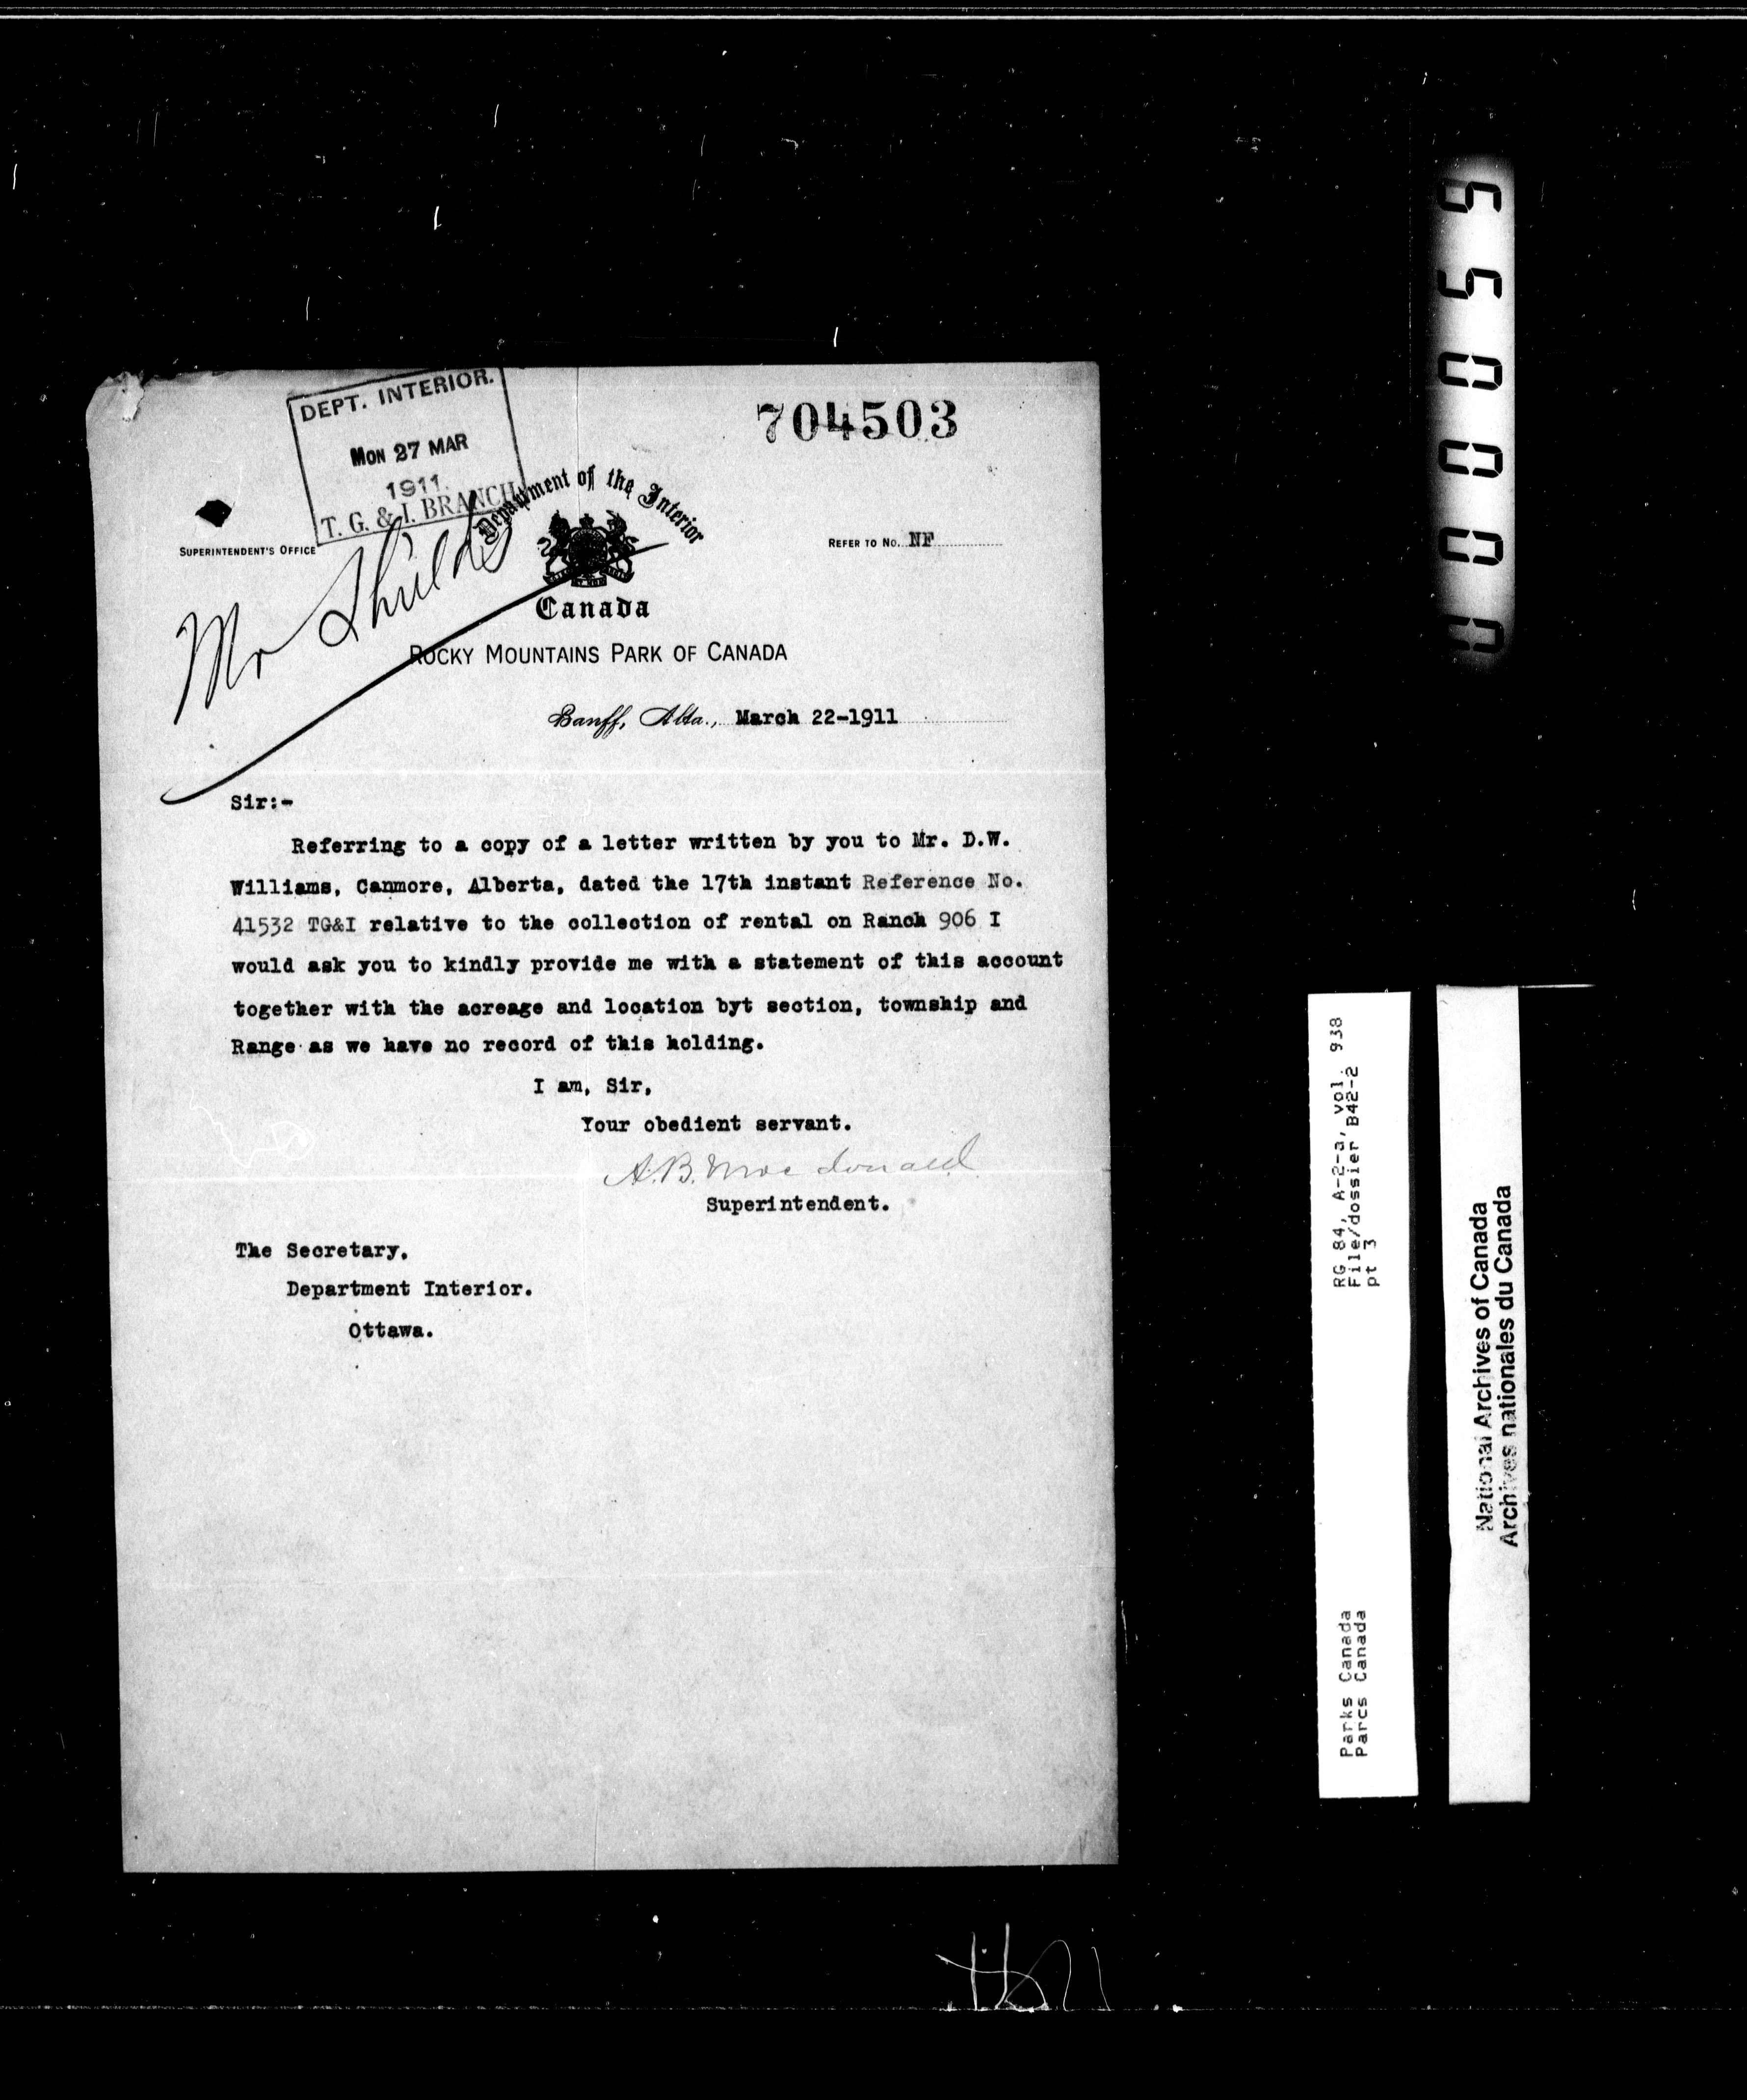 DEPT. INTERIOR.
MON 27 MAR
1911.
T. G. & I. BRANCH
704503
Department of the Interior
SUPERINTENDENT'S OFFICE
REFER TO NO. NF
Mr
Canada
ROCKY MOUNTAINS PARK OF CANADA
Banff, Alta., March 22-1911
Sir:-
Referring to a copy of a letter written by you to Mr. D.W.
Williams, Canmore, Alberta, dated the 17th instant Reference No.
41532 TG&I relative to the collection of rental on Ranch 906 I
would ask you to kindly provide me with a statement of this account
together with the acreage and location byt section, township and
Range as we have no record of this holding.
I am, Sir,
Your obedient servant.
A.B. Macdonald
Superintendent.
The Secretary,
Department Interior.
Ottawa.
000059
RG 84, A-2-a, vol. 938
File/dossier B42-2
pt 3
Parks Canada
Parcs Canada
National Archives of Canada
Archives nationales du Canada